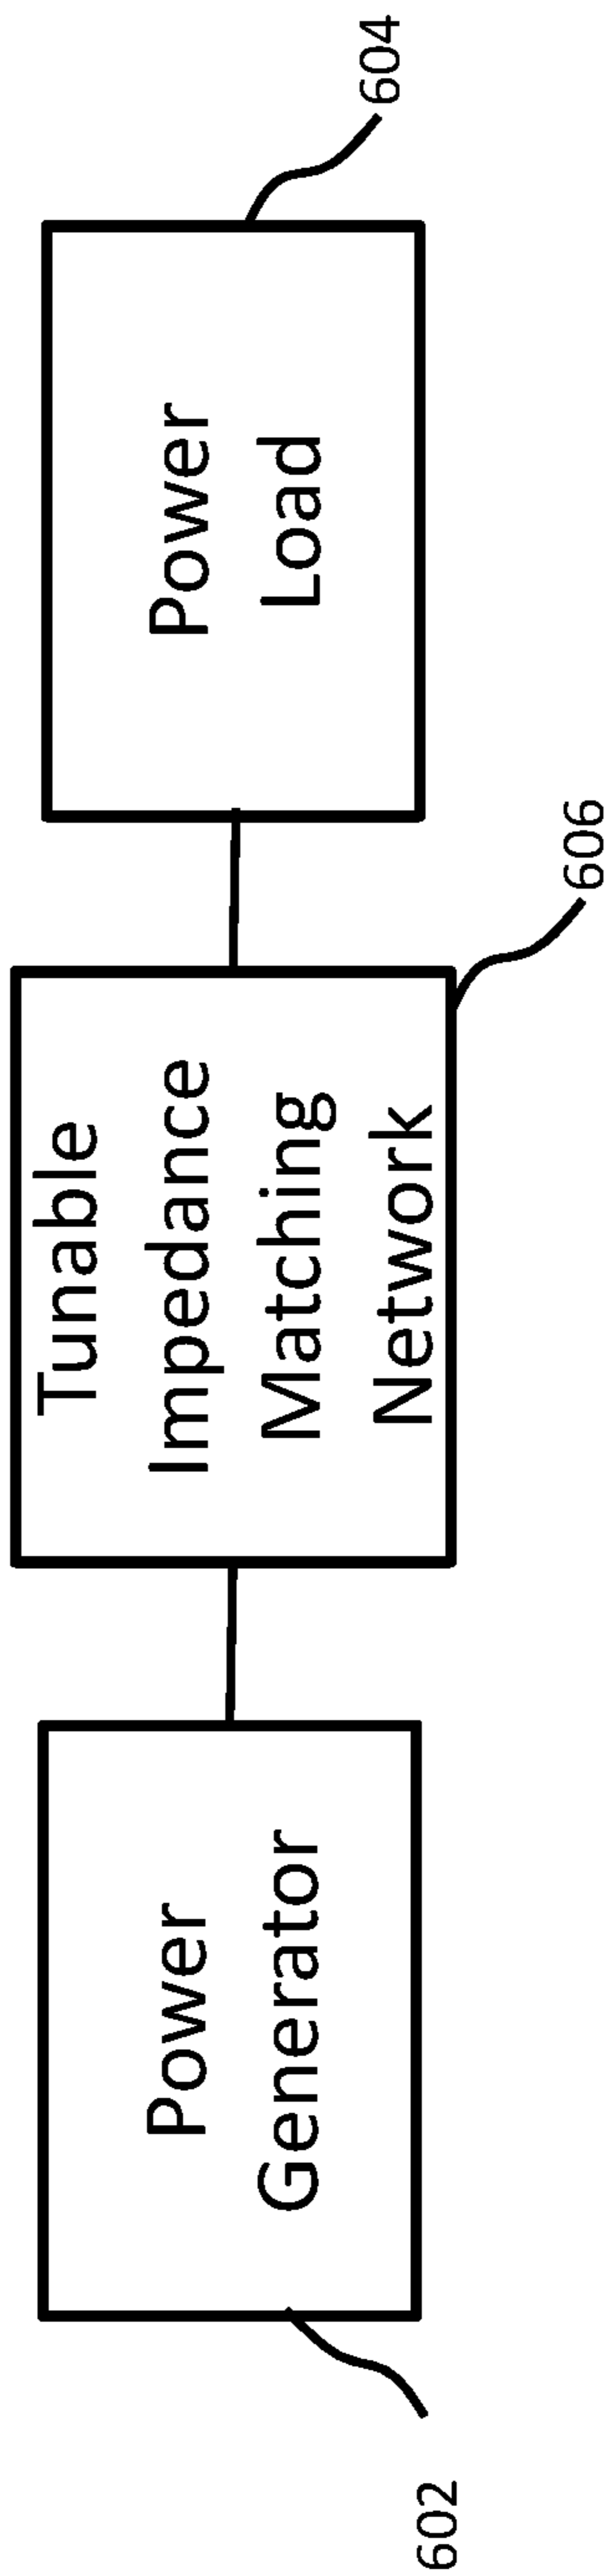 602
Power
Generator
Tunable
Impedance
Matching
Network
606
Power
Load
604